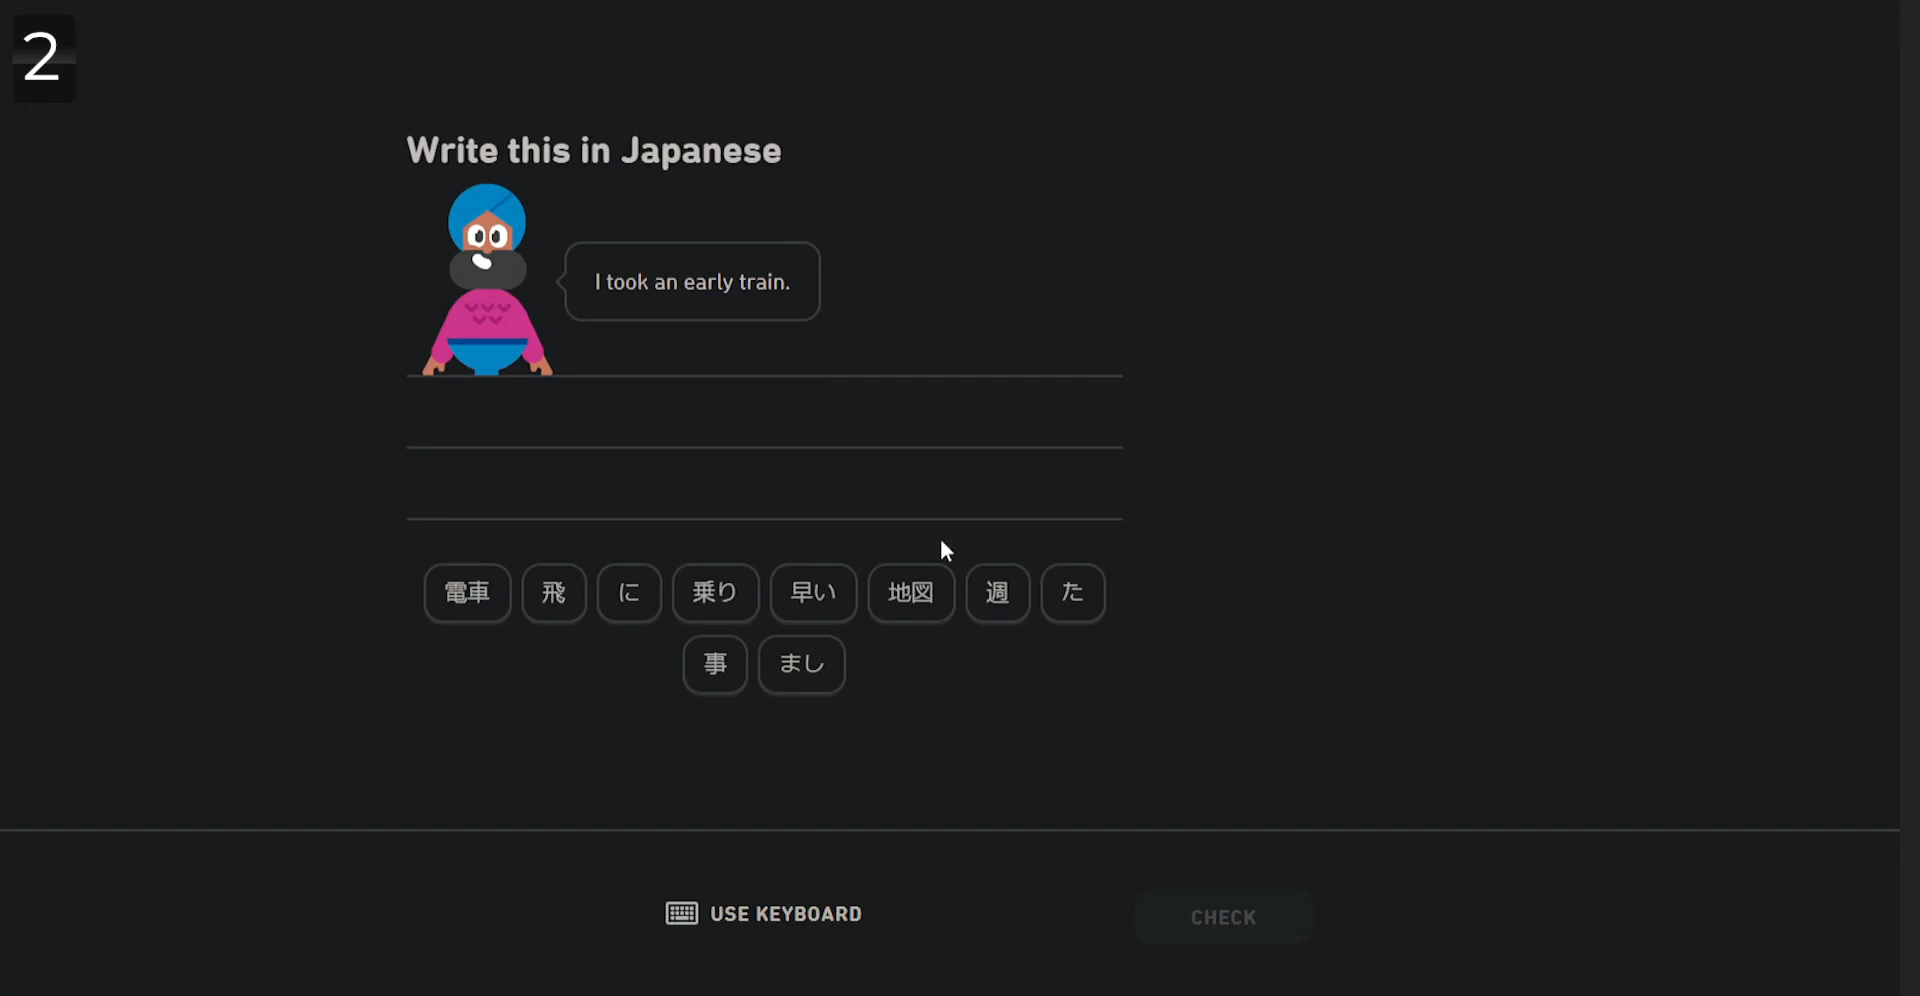 2
Write this in Japanese
I took an early train.
電車 飛 に 乗り 早い 地図 週 た
事 まし
USE KEYBOARD CHECK